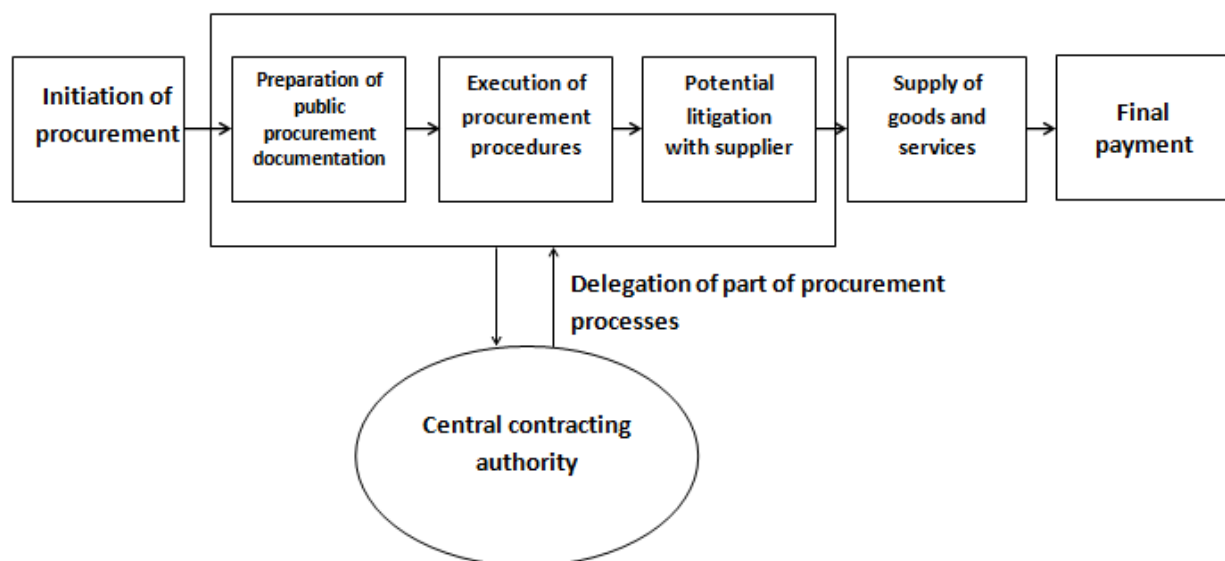 Initiation of
procurement
Preparation of
public
procurement
documentation
Execution of
procurement
procedures
Potential
litigation
with supplier
Supply of
goods and
services
Final
payment
Delegation of part of procurement
processes
Central contracting
authority